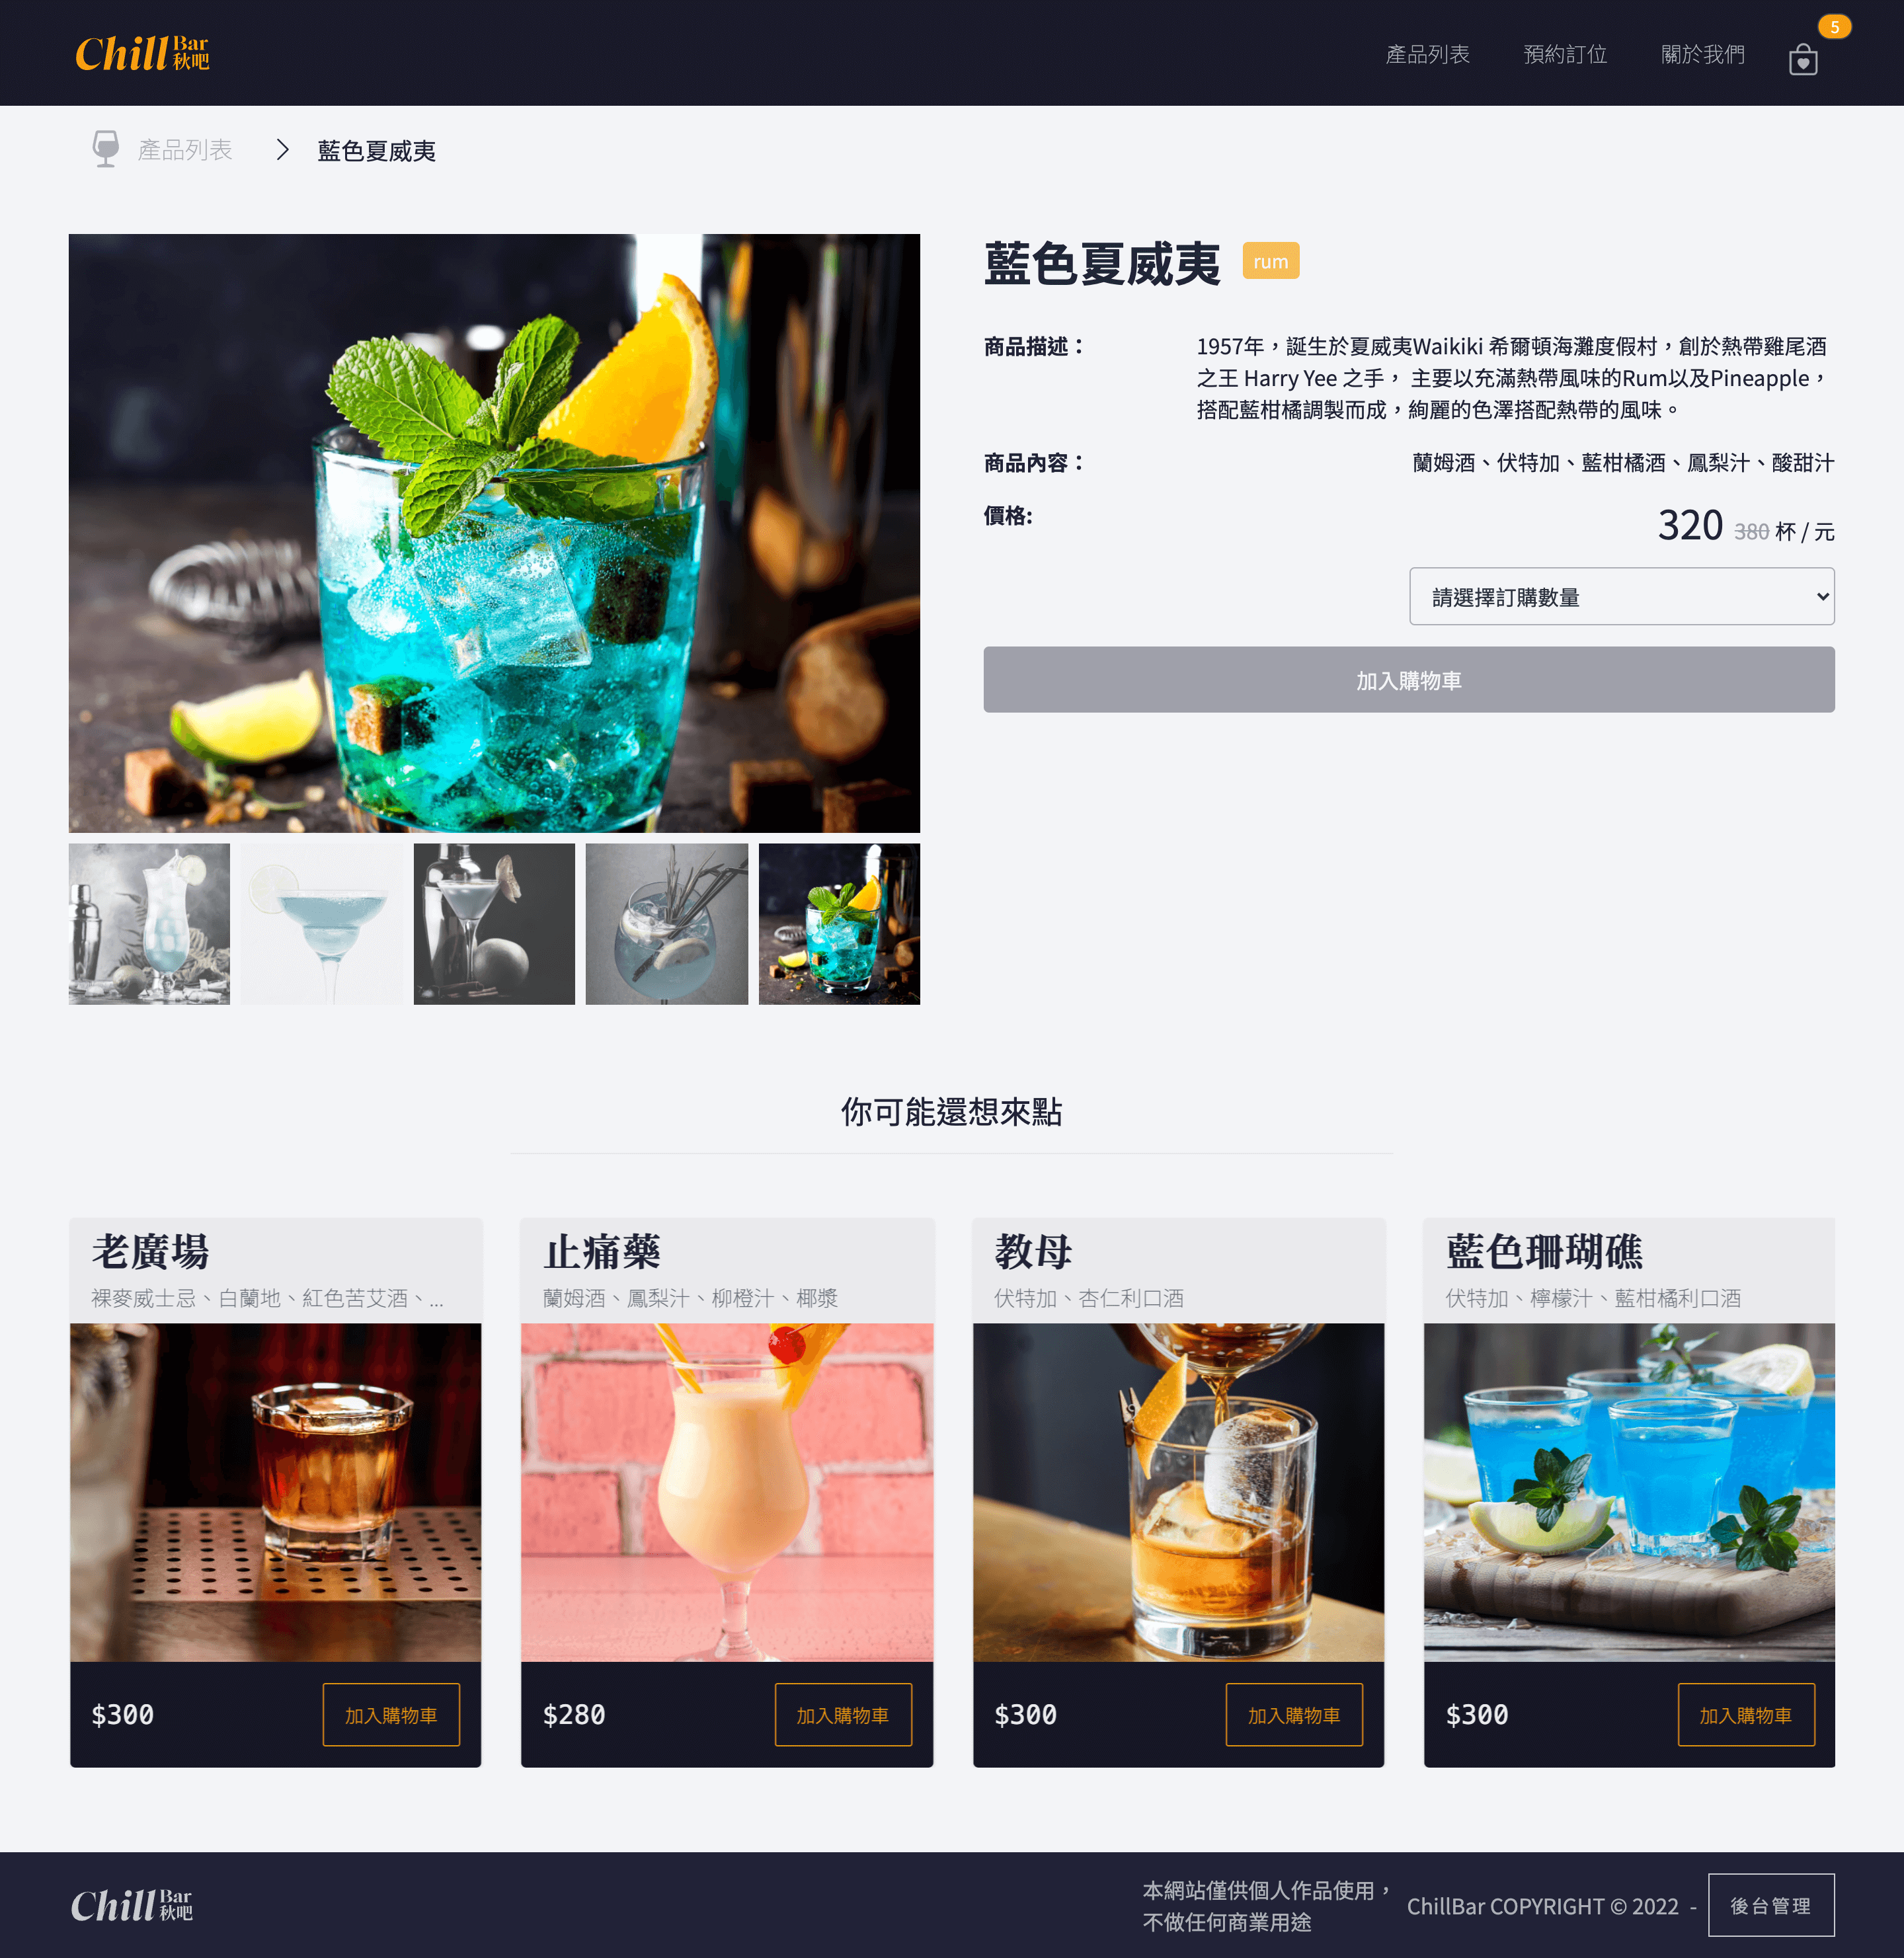 Chill Bar 秋吧
產品列表
預約訂位
關於我們
5
產品列表
藍色夏威夷
藍色夏威夷
rum
商品描述：
1957年，誕生於夏威夷Waikiki 希爾頓海灘度假村，創於熱帶雞尾酒
之王 Harry Yee 之手， 主要以充滿熱帶風味的Rum以及Pineapple，
搭配藍柑橘調製而成，絢麗的色澤搭配熱帶的風味。
商品內容：
蘭姆酒、伏特加、藍柑橘酒、鳳梨汁、酸甜汁
價格:
320 380 杯 / 元
請選擇訂購數量
加入購物車
你可能還想來點
老廣場
裸麥威士忌、白蘭地、紅色苦艾酒、...
$300
加入購物車
止痛藥
蘭姆酒、鳳梨汁、柳橙汁、椰漿
$280
加入購物車
教母
伏特加、杏仁利口酒
$300
加入購物車
藍色珊瑚礁
伏特加、檸檬汁、藍柑橘利口酒
$300
加入購物車
Chill Bar 秋吧
本網站僅供個人作品使用，
不做任何商業用途
ChillBar COPYRIGHT © 2022 -
後台管理